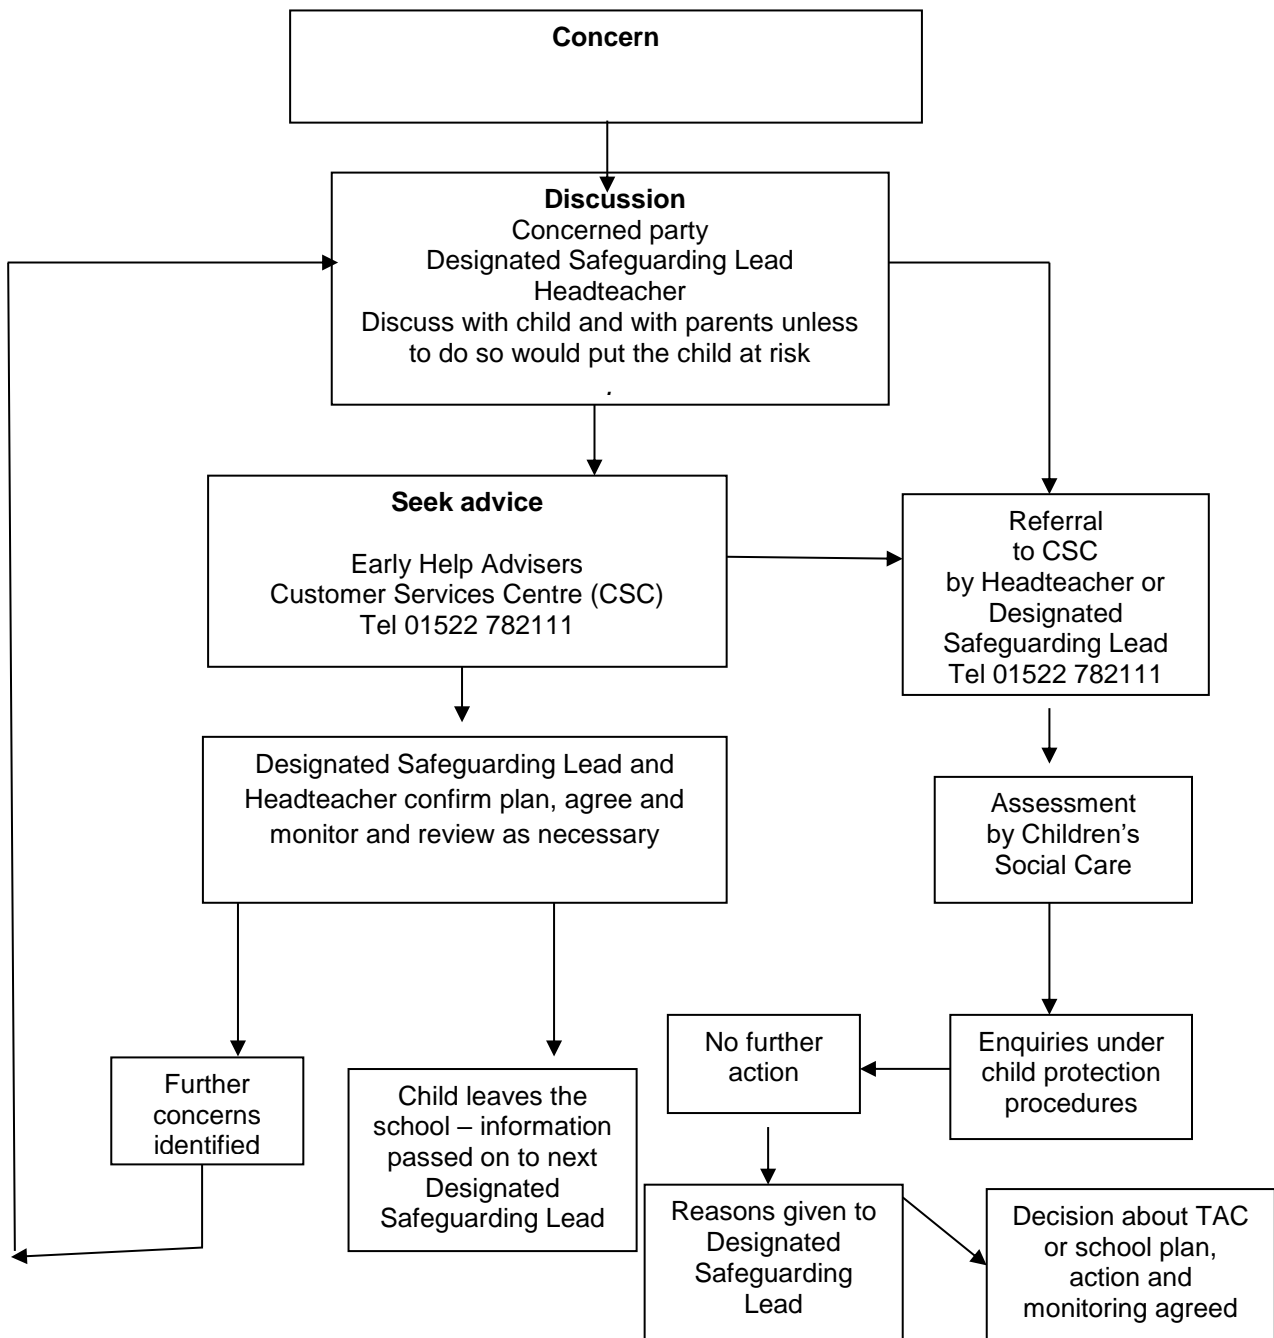 Concern
Discussion
Concerned party
Designated Safeguarding Lead
Headteacher
Discuss with child and with parents unless
to do so would put the child at risk
.
Seek advice
Early Help Advisers
Customer Services Centre (CSC)
Tel 01522 782111
Referral
to CSC
by Headteacher or
Designated
Safeguarding Lead
Tel 01522 782111
Designated Safeguarding Lead and
Headteacher confirm plan, agree and
monitor and review as necessary
Assessment
by Children’s
Social Care
Further
concerns
identified
Child leaves the
school – information
passed on to next
Designated
Safeguarding Lead
No further
action
Enquiries under
child protection
procedures
Reasons given to
Designated
Safeguarding
Lead
Decision about TAC
or school plan,
action and
monitoring agreed